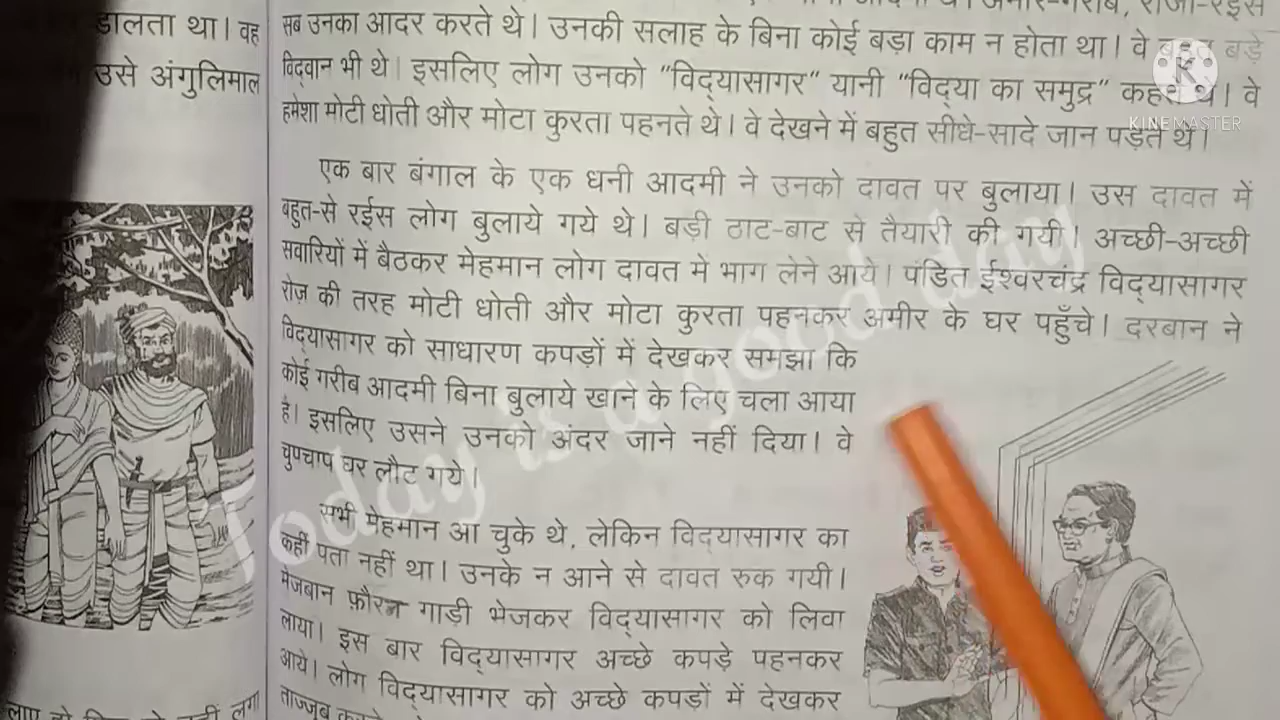 डालता था। वह
उसे अंगुलिमाल
सब उनका आदर करते थे। उनकी सलाह के बिना कोई बड़ा काम न होता था। वे बहुत बड़े
विद्वान भी थे। इसलिए लोग उनको “विद्यासागर” यानी “विद्या का समुद्र” कहते थे। वे
हमेशा मोटी धोती और मोटा कुरता पहनते थे। वे देखने में बहुत सीधे-सादे जान पड़ते थे।
एक बार बंगाल के एक धनी आदमी ने उनको दावत पर बुलाया। उस दावत में
बहुत-से रईस लोग बुलाये गये थे। बड़ी ठाट-बाट से तैयारी की गयी। अच्छी-अच्छी
सवारियों में बैठकर मेहमान लोग दावत में भाग लेने आये। पंडित ईश्वरचंद्र विद्यासागर
रोज़ की तरह मोटी धोती और मोटा कुरता पहनकर अमीर के घर पहुँचे। दरबान ने
विद्यासागर को साधारण कपड़ों में देखकर समझा कि
कोई गरीब आदमी बिना बुलाये खाने के लिए चला आया
है। इसलिए उसने उनको अंदर जाने नहीं दिया। वे
चुपचाप घर लौट गये।
सभी मेहमान आ चुके थे, लेकिन विद्यासागर का
कहीं पता नहीं था। उनके न आने से दावत रुक गयी।
मेजबान फ़ौरन गाड़ी भेजकर विद्यासागर को लिवा
लाया। इस बार विद्यासागर अच्छे कपड़े पहनकर
आये। लोग विद्यासागर को अच्छे कपड़ों में देखकर
ताज्जुब
KINEMASTER
Today is a good day